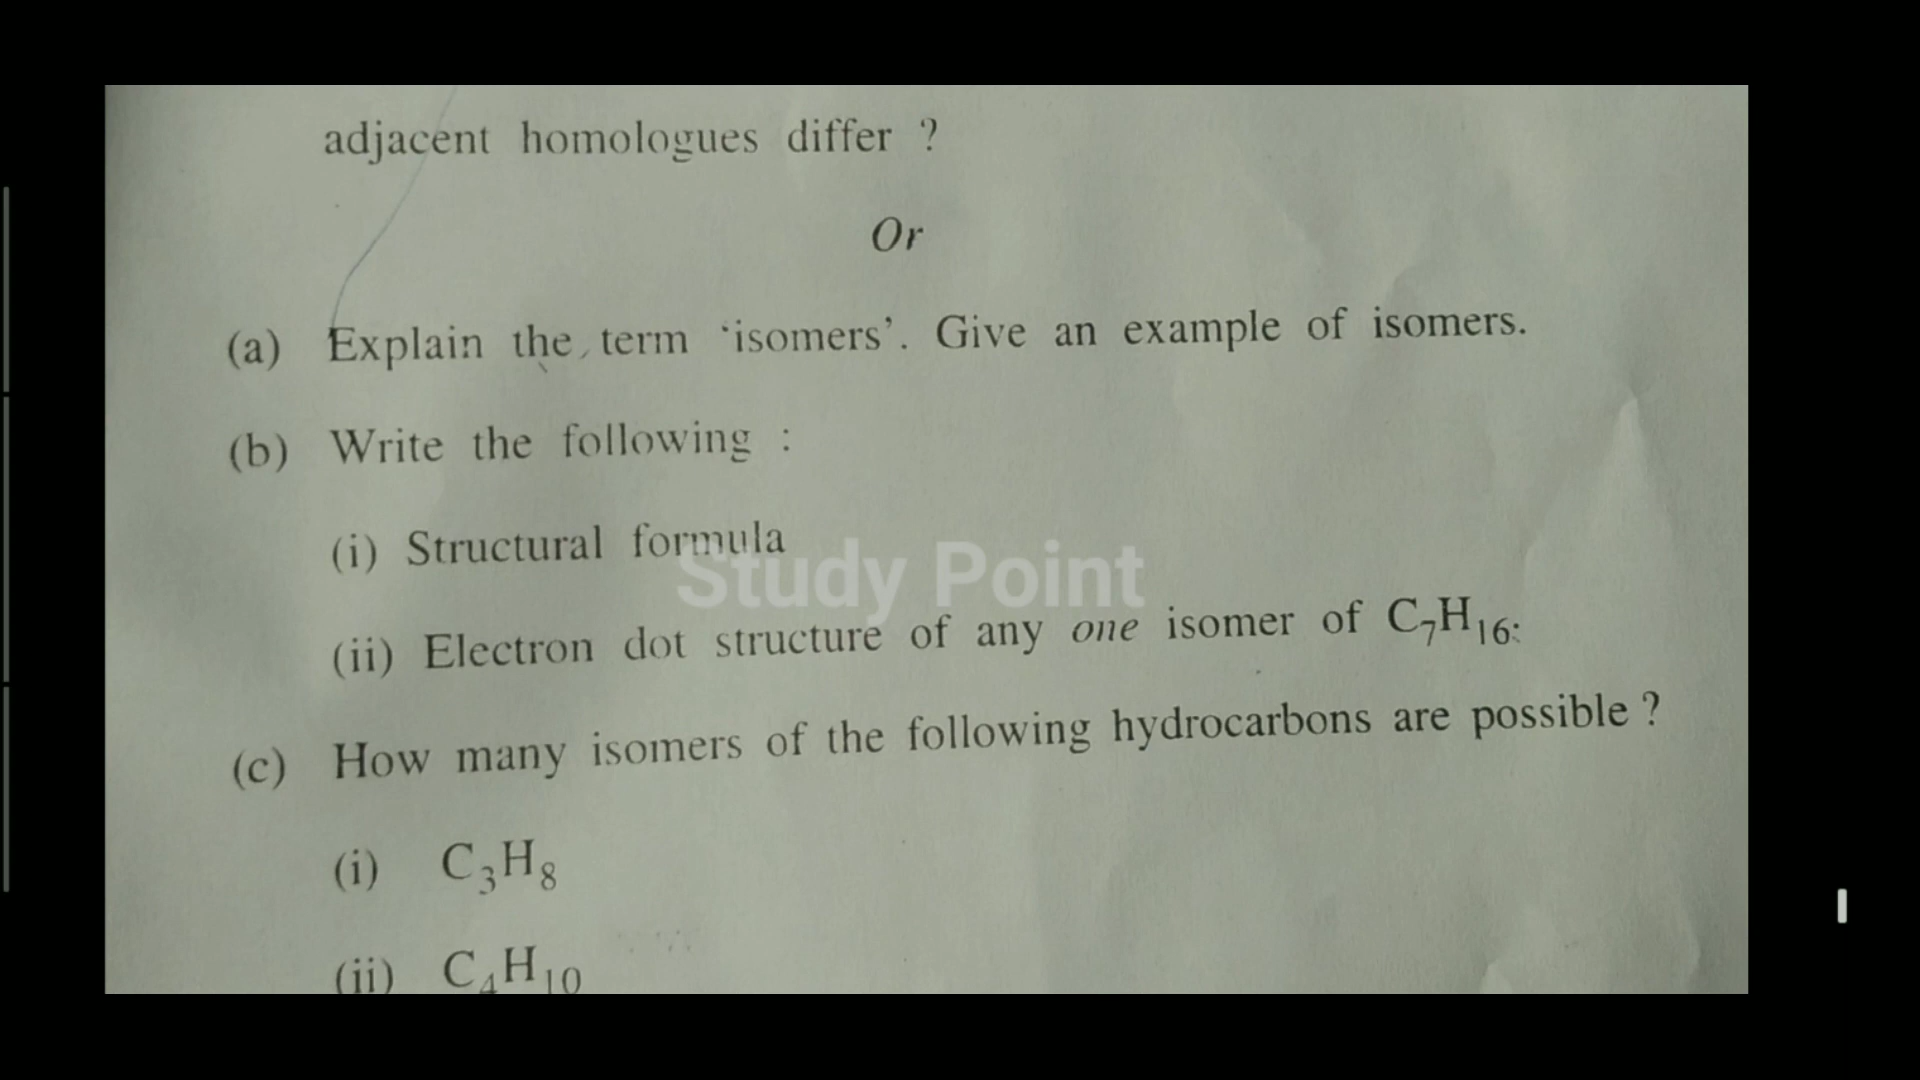 adjacent homologues differ ?
Or
(a) Explain the term ‘isomers’. Give an example of isomers.
(b) Write the following :
(i) Structural formula
Study Point
(ii) Electron dot structure of any one isomer of C₇H₁₆:
(c) How many isomers of the following hydrocarbons are possible ?
(i) C₃H₈
(ii) C₄H₁₀